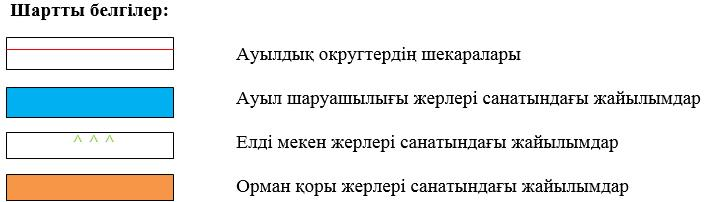 Шартты белгілер:
Ауылдық округтердің шекаралары
Ауыл шаруашылығы жерлері санатындағы жайылымдар
Елді мекен жерлері санатындағы жайылымдар
Орман қоры жерлері санатындағы жайылымдар